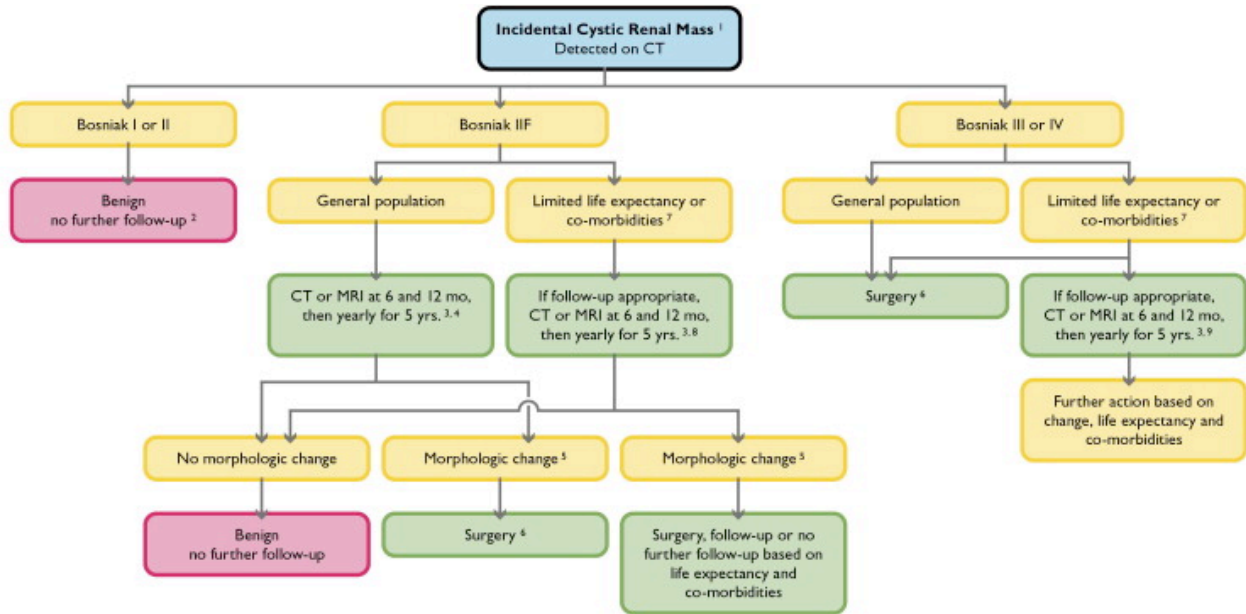 Incidental Cystic Renal Mass 1
Detected on CT
Bosniak I or II
Bosniak IIF
Bosniak III or IV
Benign
no further follow-up 2
General population
Limited life expectancy or
co-morbidities 7
General population
Limited life expectancy or
co-morbidities 7
CT or MRI at 6 and 12 mo,
then yearly for 5 yrs. 3, 4
If follow-up appropriate,
CT or MRI at 6 and 12 mo,
then yearly for 5 yrs. 3, 8
Surgery 6
If follow-up appropriate,
CT or MRI at 6 and 12 mo,
then yearly for 5 yrs. 3, 9
No morphologic change
Morphologic change 5
Morphologic change 5
Further action based on
change, life expectancy and
co-morbidities
Benign
no further follow-up
Surgery 6
Surgery, follow-up or no
further follow-up based on
life expectancy and
co-morbidities